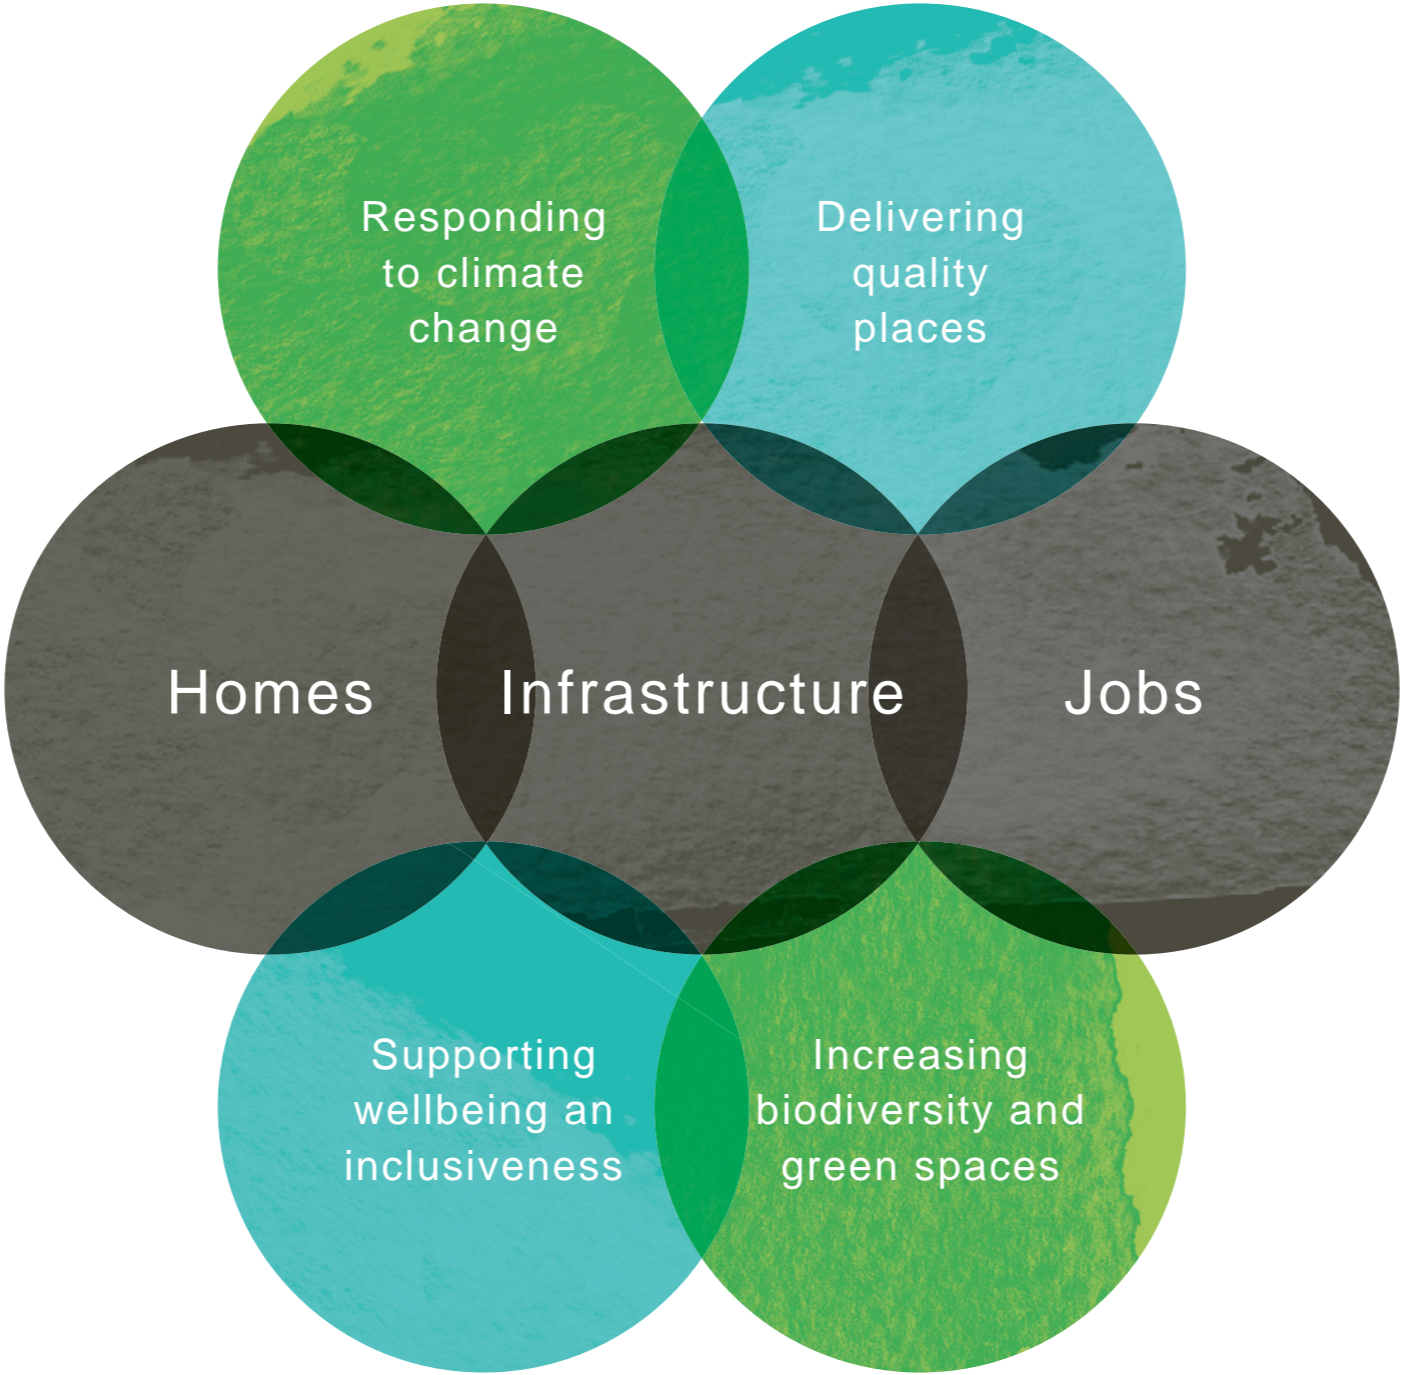 Responding
to climate
change
Delivering
quality
places
Homes
Infrastructure
Jobs
Supporting
wellbeing an
inclusiveness
Increasing
biodiversity and
green spaces